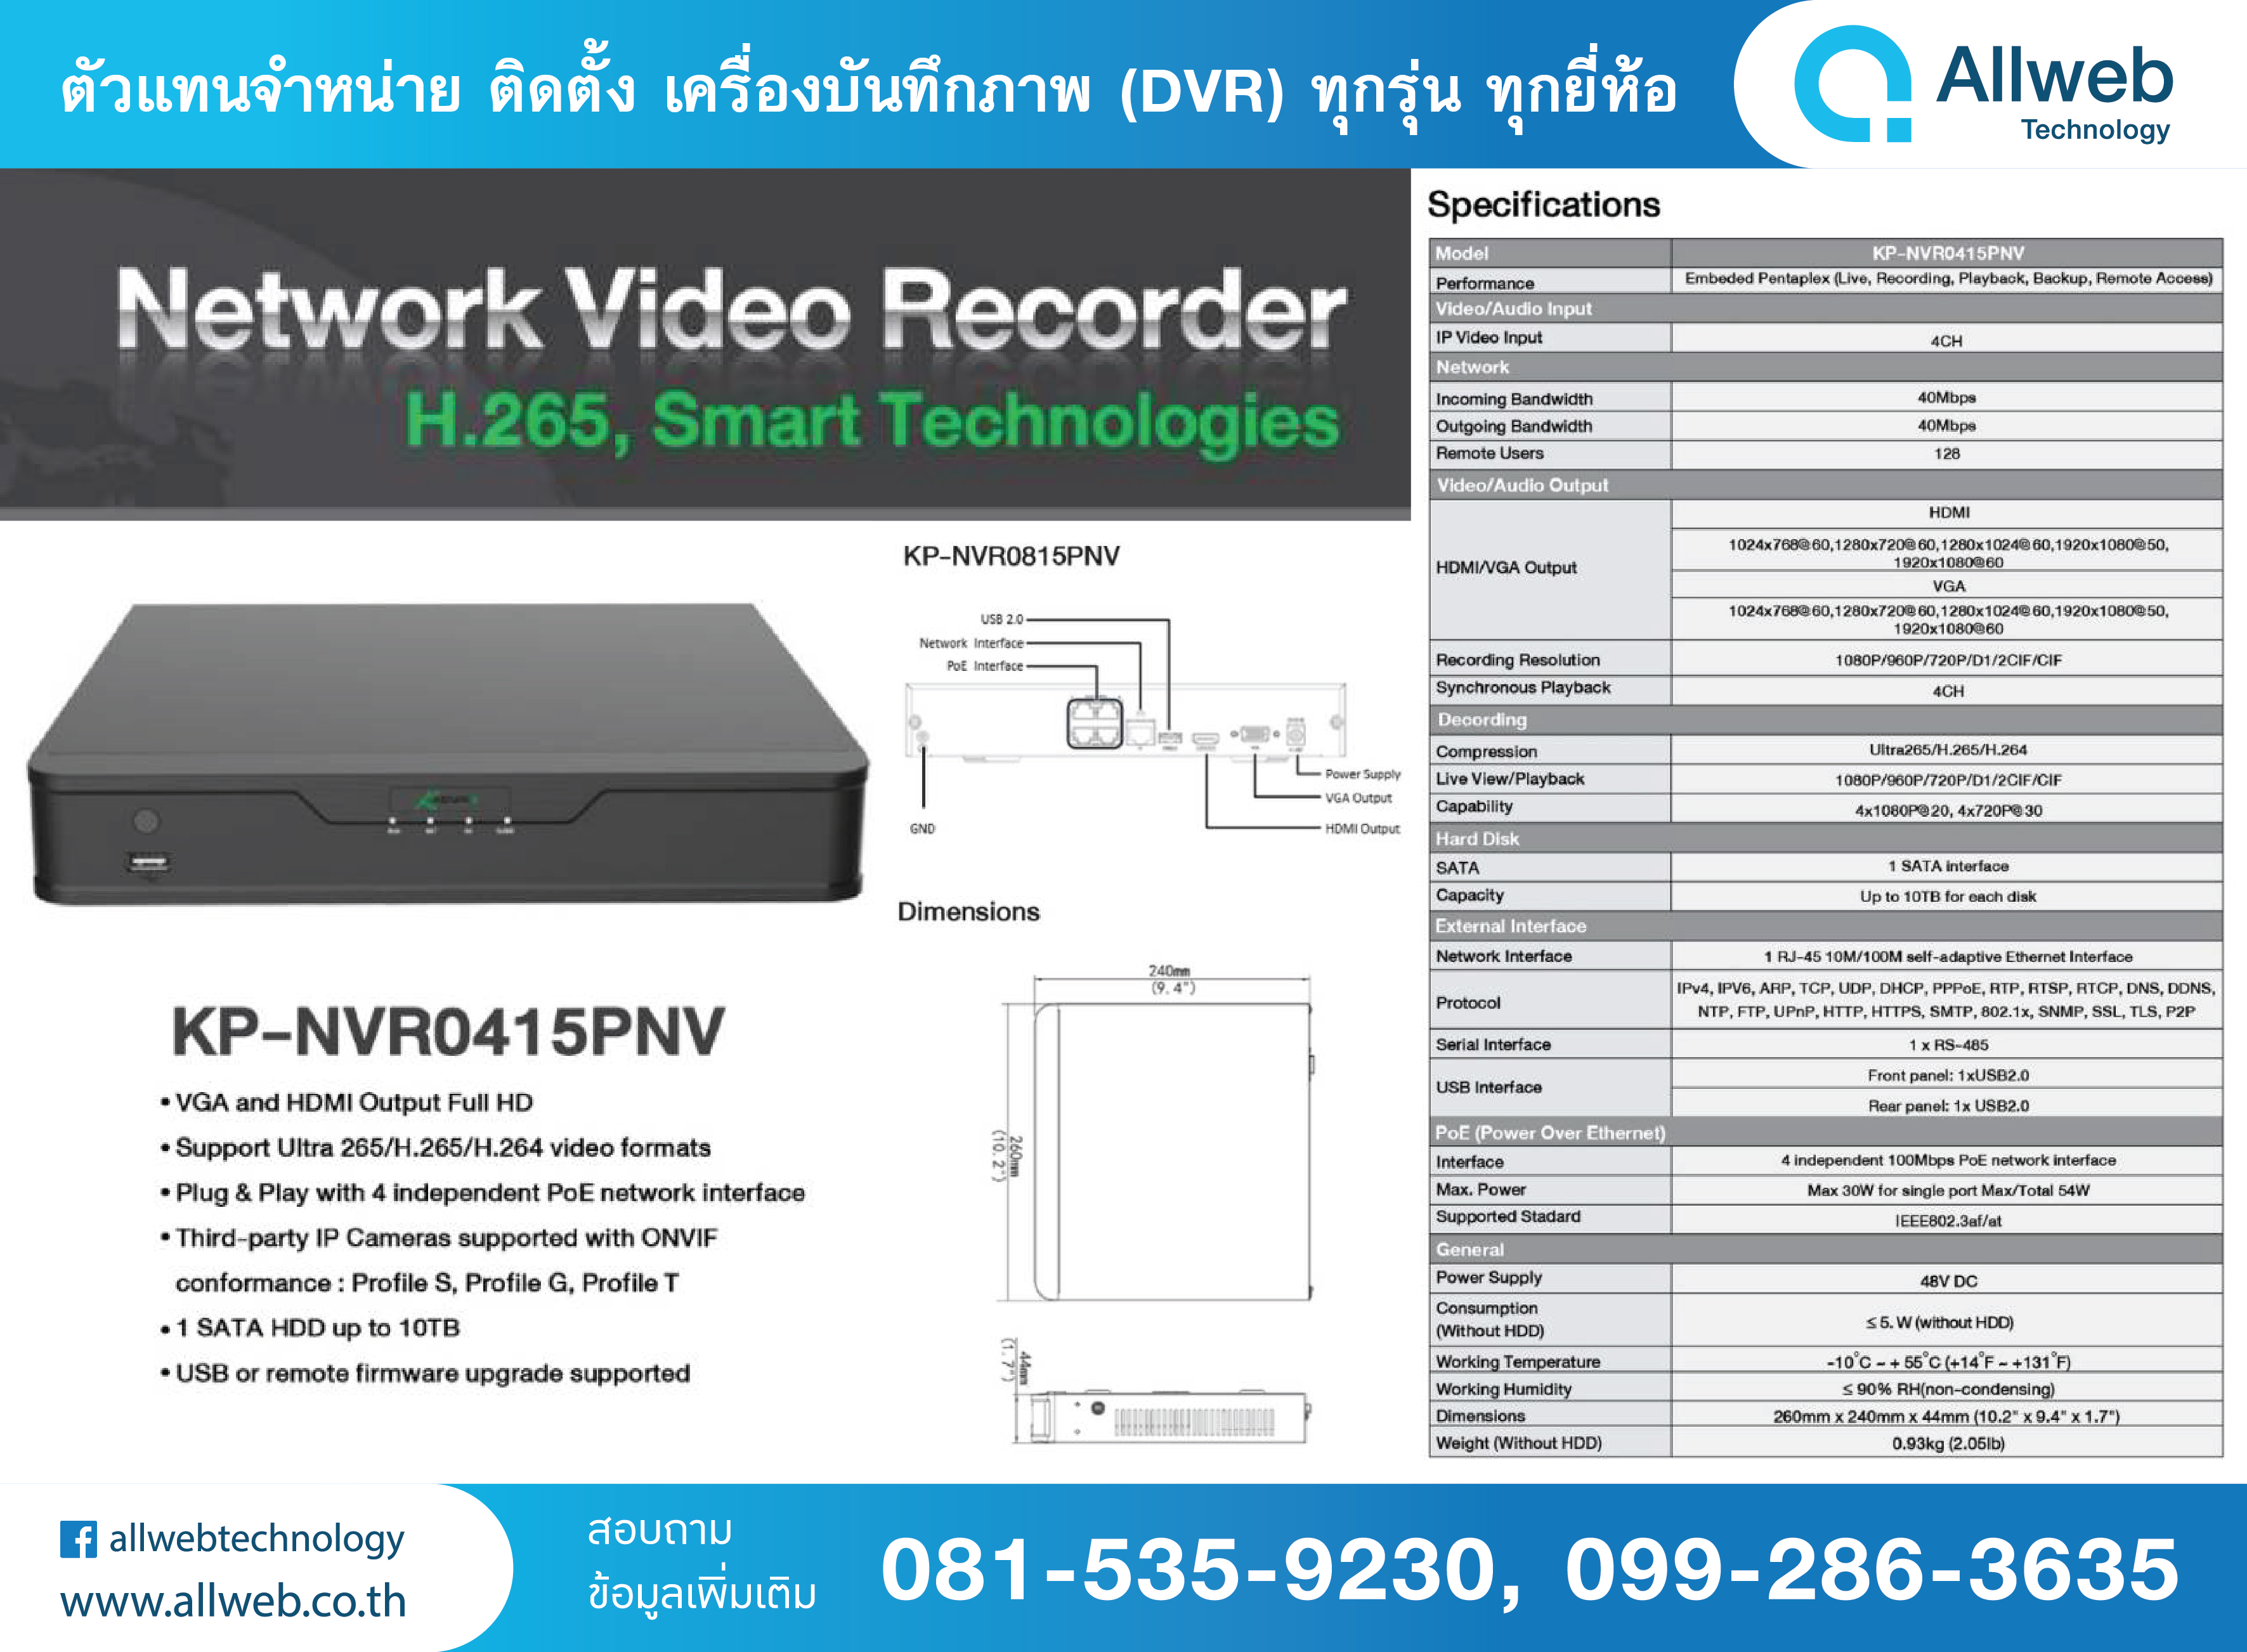 ตัวแทนจำหน่าย ติดตั้ง เครื่องบันทึกภาพ (DVR) ทุกรุ่น ทุกยี่ห้อ
Allweb
Technology
Network Video Recorder
H.265, Smart Technologies
KP-NVR0815PNV
USB 2.0
Network Interface
PoE Interface
Power Supply
VGA Output
HDMI Output
GND
Dimensions
240mm
(9.4")
260mm
(10.2")
44mm
(1.7")
KP-NVR0415PNV
• VGA and HDMI Output Full HD
• Support Ultra 265/H.265/H.264 video formats
• Plug & Play with 4 independent PoE network interface
• Third-party IP Cameras supported with ONVIF
conformance : Profile S, Profile G, Profile T
• 1 SATA HDD up to 10TB
• USB or remote firmware upgrade supported
Specifications
Model KP-NVR0415PNV
Performance Embeded Pentaplex (Live, Recording, Playback, Backup, Remote Access)
Video/Audio Input
IP Video Input 4CH
Network
Incoming Bandwidth 40Mbps
Outgoing Bandwidth 40Mbps
Remote Users 128
Video/Audio Output
HDMI/VGA Output
HDMI
1024x768@60,1280x720@60,1280x1024@60,1920x1080@50,
1920x1080@60
VGA
1024x768@60,1280x720@60,1280x1024@60,1920x1080@50,
1920x1080@60
Recording Resolution 1080P/960P/720P/D1/2CIF/CIF
Synchronous Playback 4CH
Decording
Compression Ultra265/H.265/H.264
Live View/Playback 1080P/960P/720P/D1/2CIF/CIF
Capability 4x1080P@20, 4x720P@30
Hard Disk
SATA 1 SATA interface
Capacity Up to 10TB for each disk
External Interface
Network Interface 1 RJ-45 10M/100M self-adaptive Ethernet Interface
Protocol
IPv4, IPV6, ARP, TCP, UDP, DHCP, PPPoE, RTP, RTSP, RTCP, DNS, DDNS,
NTP, FTP, UPnP, HTTP, HTTPS, SMTP, 802.1x, SNMP, SSL, TLS, P2P
Serial Interface 1 x RS-485
USB Interface
Front panel: 1xUSB2.0
Rear panel: 1x USB2.0
PoE (Power Over Ethernet)
Interface 4 independent 100Mbps PoE network interface
Max. Power Max 30W for single port Max/Total 54W
Supported Stadard IEEE802.3af/at
General
Power Supply 48V DC
Consumption
(Without HDD) ≤ 5. W (without HDD)
Working Temperature -10°C ~ + 55°C (+14°F ~ +131°F)
Working Humidity ≤ 90% RH(non-condensing)
Dimensions 260mm x 240mm x 44mm (10.2" x 9.4" x 1.7")
Weight (Without HDD) 0.93kg (2.05lb)
allwebtechnology
www.allweb.co.th
สอบถาม
ข้อมูลเพิ่มเติม
081-535-9230, 099-286-3635